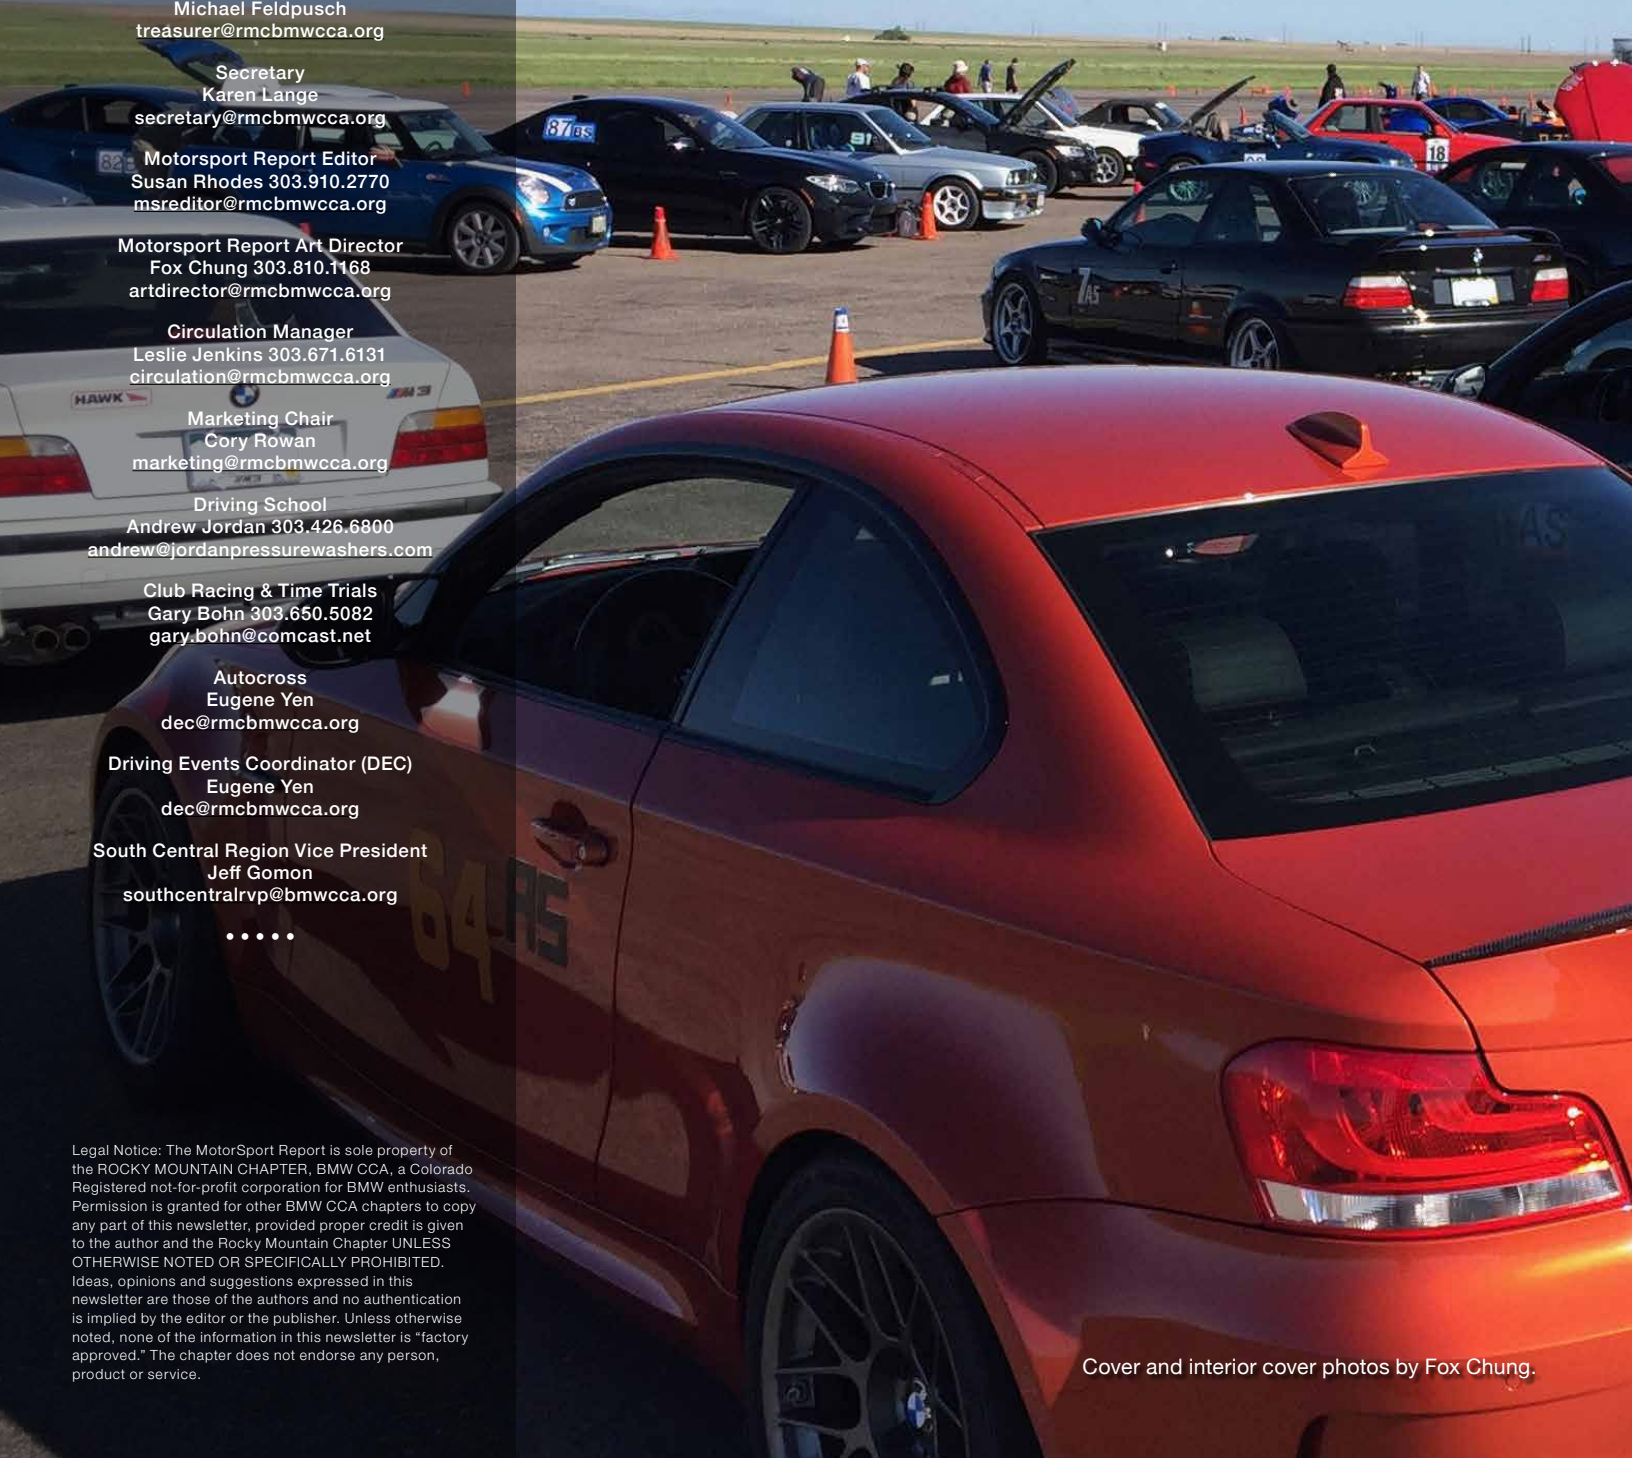 Michael Feldpusch
treasurer@rmcbmwcca.org
Secretary
Karen Lange
secretary@rmcbmwcca.org
Motorsport Report Editor
Susan Rhodes 303.910.2770
msreditor@rmcbmwcca.org
Motorsport Report Art Director
Fox Chung 303.810.1168
artdirector@rmcbmwcca.org
Circulation Manager
Leslie Jenkins 303.671.6131
circulation@rmcbmwcca.org
Marketing Chair
Cory Rowan
marketing@rmcbmwcca.org
Driving School
Andrew Jordan 303.426.6800
andrew@jordanpressurewashers.com
Club Racing & Time Trials
Gary Bohn 303.650.5082
gary.bohn@comcast.net
Autocross
Eugene Yen
dec@rmcbmwcca.org
Driving Events Coordinator (DEC)
Eugene Yen
dec@rmcbmwcca.org
South Central Region Vice President
Jeff Gomon
southcentralrvp@bmwcca.org
• • • • •
Legal Notice: The MotorSport Report is sole property of
the ROCKY MOUNTAIN CHAPTER, BMW CCA, a Colorado
Registered not-for-profit corporation for BMW enthusiasts.
Permission is granted for other BMW CCA chapters to copy
any part of this newsletter, provided proper credit is given
to the author and the Rocky Mountain Chapter UNLESS
OTHERWISE NOTED OR SPECIFICALLY PROHIBITED.
Ideas, opinions and suggestions expressed in this
newsletter are those of the authors and no authentication
is implied by the editor or the publisher. Unless otherwise
noted, none of the information in this newsletter is “factory
approved.” The chapter does not endorse any person,
product or service.
82
87 BS
91
18
7 AS
HAWK
M3
64 AS
AS
Cover and interior cover photos by Fox Chung.